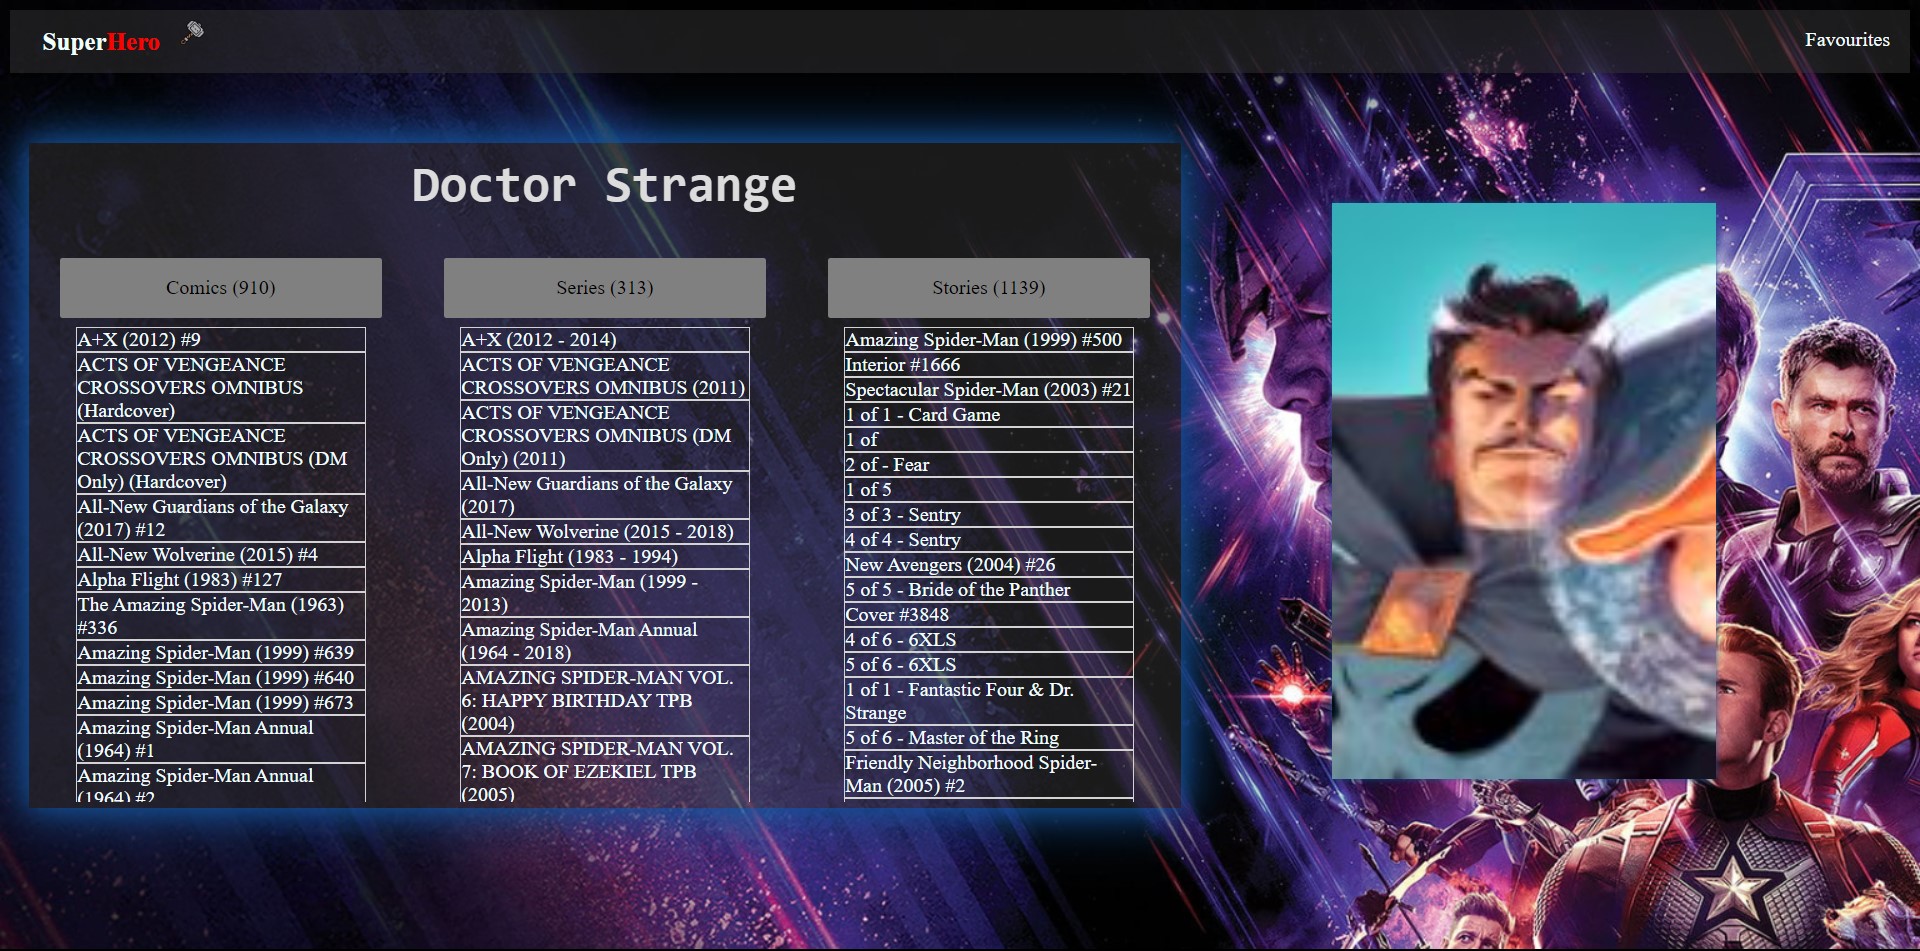 SuperHero
Favourites
Doctor Strange
Comics (910)
A+X (2012) #9
ACTS OF VENGEANCE
CROSSOVERS OMNIBUS
(Hardcover)
ACTS OF VENGEANCE
CROSSOVERS OMNIBUS (DM
Only) (Hardcover)
All-New Guardians of the Galaxy
(2017) #12
All-New Wolverine (2015) #4
Alpha Flight (1983) #127
The Amazing Spider-Man (1963)
#336
Amazing Spider-Man (1999) #639
Amazing Spider-Man (1999) #640
Amazing Spider-Man (1999) #673
Amazing Spider-Man Annual
(1964) #1
Amazing Spider-Man Annual
(1964) #2
Series (313)
A+X (2012 - 2014)
ACTS OF VENGEANCE
CROSSOVERS OMNIBUS (2011)
ACTS OF VENGEANCE
CROSSOVERS OMNIBUS (DM
Only) (2011)
All-New Guardians of the Galaxy
(2017)
All-New Wolverine (2015 - 2018)
Alpha Flight (1983 - 1994)
Amazing Spider-Man (1999 -
2013)
Amazing Spider-Man Annual
(1964 - 2018)
AMAZING SPIDER-MAN VOL.
6: HAPPY BIRTHDAY TPB
(2004)
AMAZING SPIDER-MAN VOL.
7: BOOK OF EZEKIEL TPB
(2005)
Stories (1139)
Amazing Spider-Man (1999) #500
Interior #1666
Spectacular Spider-Man (2003) #21
1 of 1 - Card Game
1 of
2 of - Fear
1 of 5
3 of 3 - Sentry
4 of 4 - Sentry
New Avengers (2004) #26
5 of 5 - Bride of the Panther
Cover #3848
4 of 6 - 6XLS
5 of 6 - 6XLS
1 of 1 - Fantastic Four & Dr.
Strange
5 of 6 - Master of the Ring
Friendly Neighborhood Spider-
Man (2005) #2